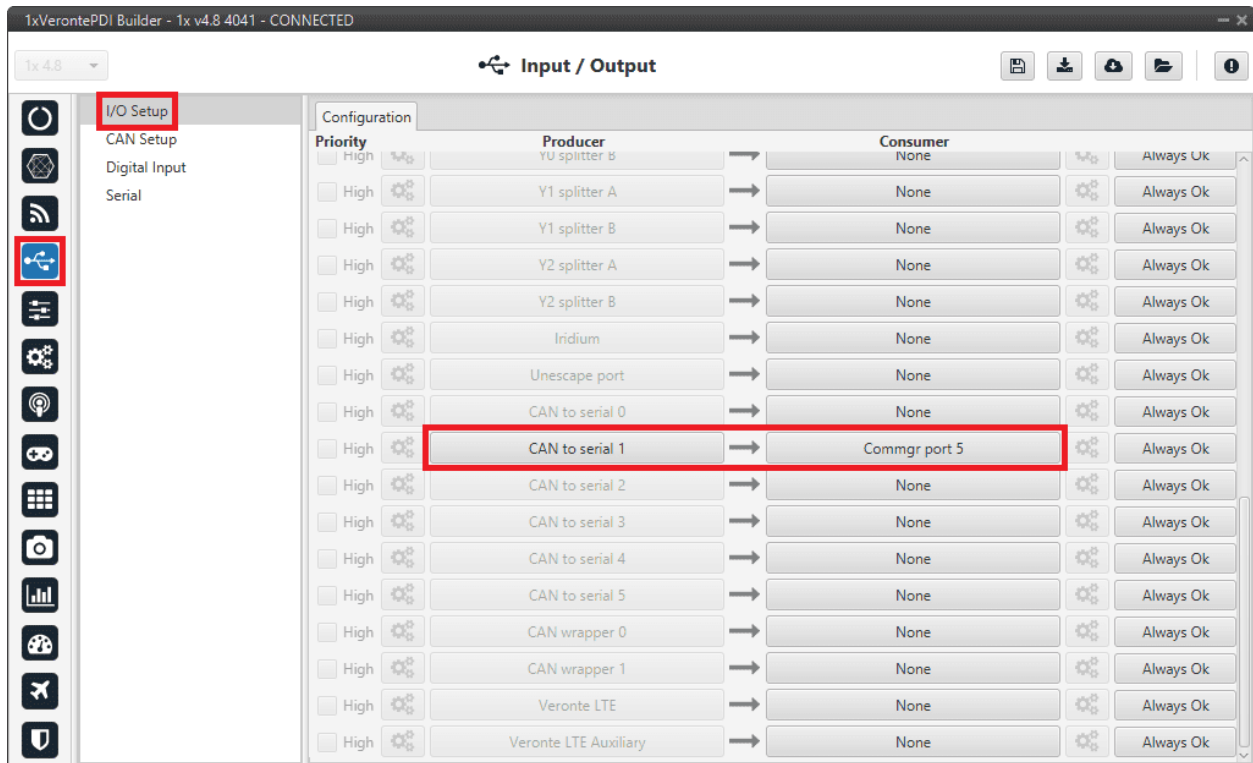 1xVerontePDI Builder - 1x v4.8 4041 - CONNECTED
1x 4.8
Input / Output
I/O Setup
CAN Setup
Digital Input
Serial
Configuration
Priority Producer Consumer
High Y0 splitter B None Always Ok
High Y1 splitter A None Always Ok
High Y1 splitter B None Always Ok
High Y2 splitter A None Always Ok
High Y2 splitter B None Always Ok
High Iridium None Always Ok
High Unescape port None Always Ok
High CAN to serial 0 None Always Ok
High CAN to serial 1 Commgr port 5 Always Ok
High CAN to serial 2 None Always Ok
High CAN to serial 3 None Always Ok
High CAN to serial 4 None Always Ok
High CAN to serial 5 None Always Ok
High CAN wrapper 0 None Always Ok
High CAN wrapper 1 None Always Ok
High Veronte LTE None Always Ok
High Veronte LTE Auxiliary None Always Ok